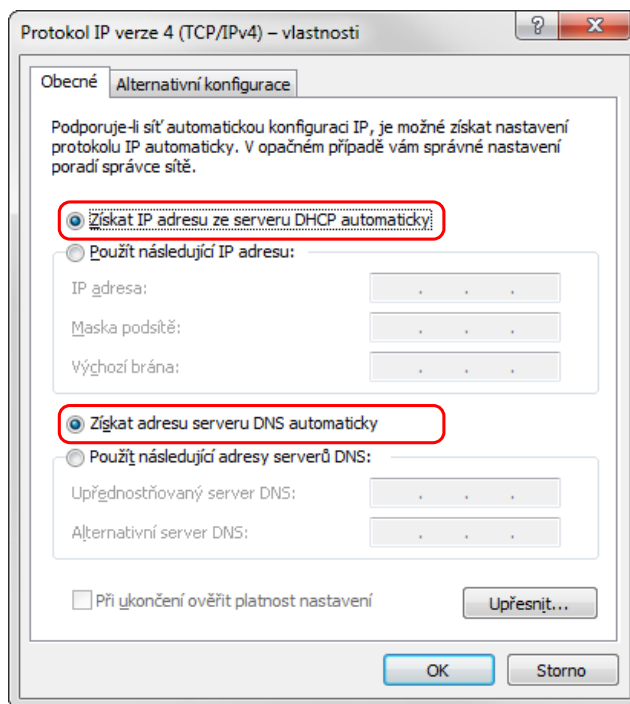 Protokol IP verze 4 (TCP/IPv4) – vlastnosti
Obecné
Alternativní konfigurace
Podporuje-li síť automatickou konfiguraci IP, je možné získat nastavení
protokolu IP automaticky. V opačném případě vám správné nastavení
poradí správce sítě.
Získat IP adresu ze serveru DHCP automaticky
Použít následující IP adresu:
IP adresa:
Maska podsítě:
Výchozí brána:
Získat adresu serveru DNS automaticky
Použít následující adresy serverů DNS:
Upřednostňovaný server DNS:
Alternativní server DNS:
Při ukončení ověřit platnost nastavení
Upřesnit...
OK
Storno